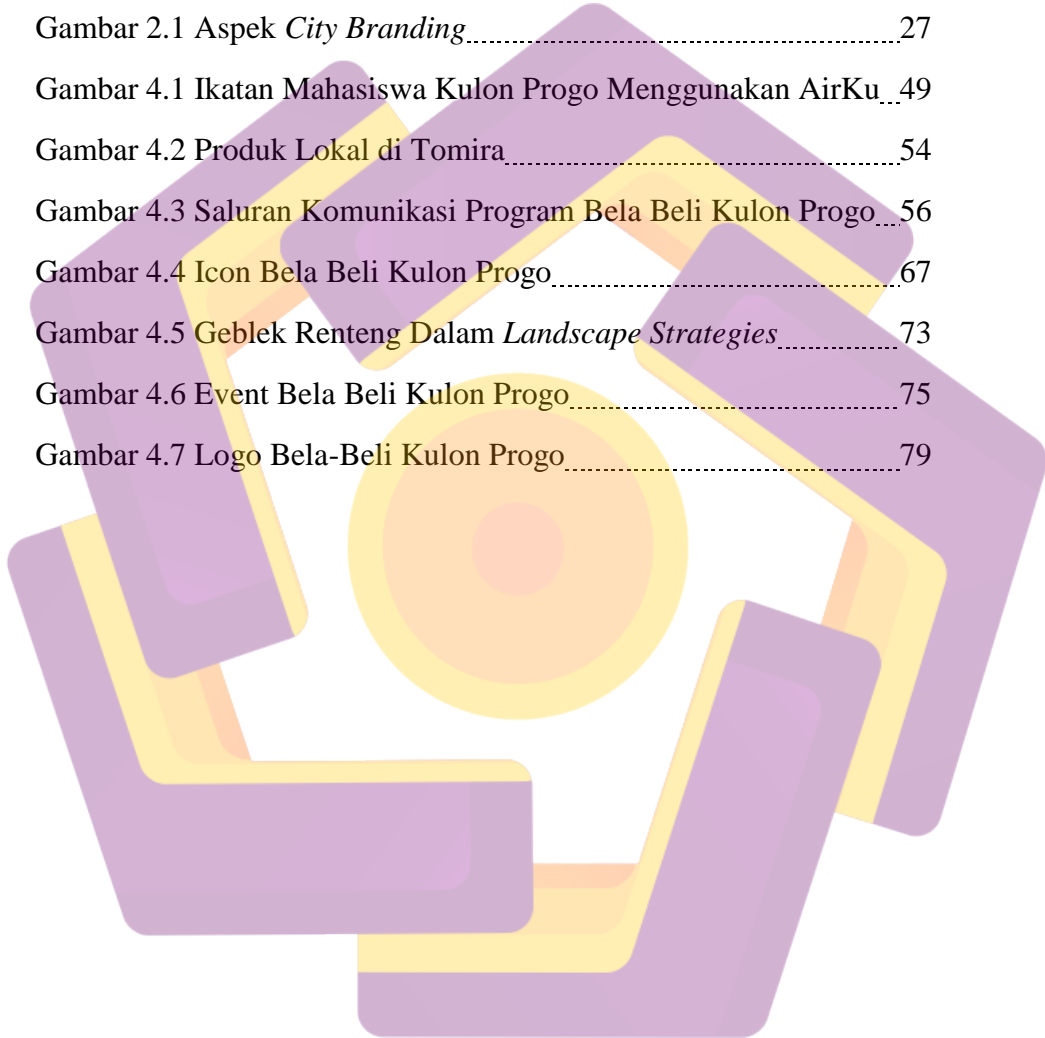 Gambar 2.1 Aspek City Branding 27
Gambar 4.1 Ikatan Mahasiswa Kulon Progo Menggunakan AirKu 49
Gambar 4.2 Produk Lokal di Tomira 54
Gambar 4.3 Saluran Komunikasi Program Bela Beli Kulon Progo 56
Gambar 4.4 Icon Bela Beli Kulon Progo 67
Gambar 4.5 Geblek Renteng Dalam Landscape Strategies 73
Gambar 4.6 Event Bela Beli Kulon Progo 75
Gambar 4.7 Logo Bela-Beli Kulon Progo 79